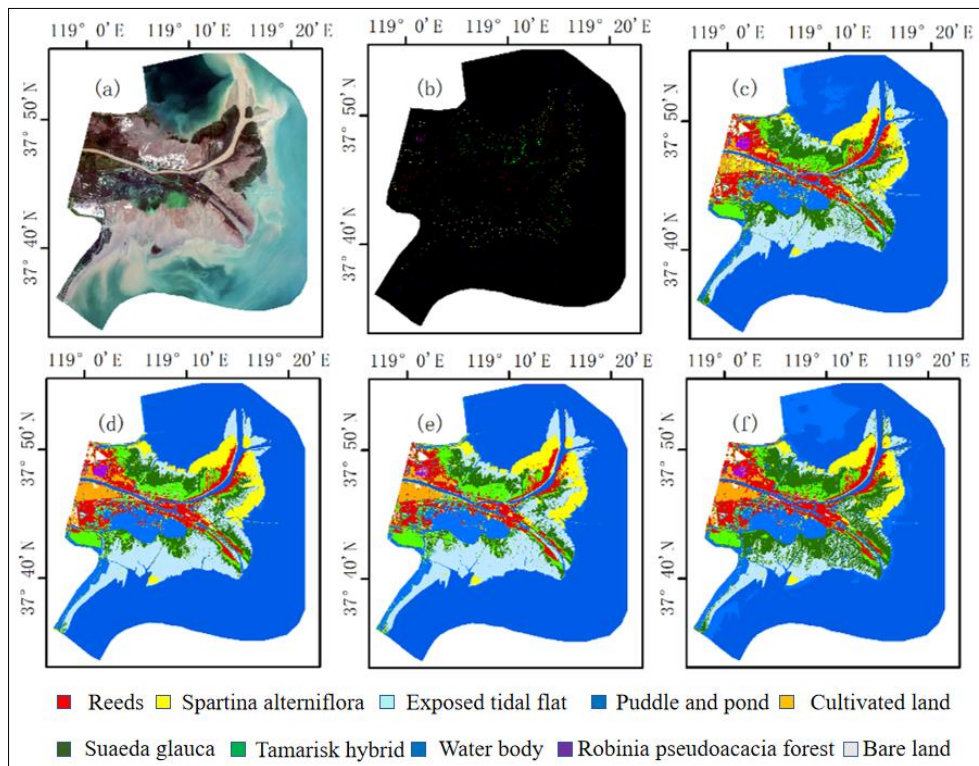 119° 0′ E 119° 10′ E 119° 20′ E 119° 0′ E 119° 10′ E 119° 20′ E 119° 0′ E 119° 10′ E 119° 20′ E
(a) (b) (c)
37° 50′ N 37° 50′ N 37° 50′ N
37° 40′ N 37° 40′ N 37° 40′ N
119° 0′ E 119° 10′ E 119° 20′ E 119° 0′ E 119° 10′ E 119° 20′ E 119° 0′ E 119° 10′ E 119° 20′ E
(d) (e) (f)
37° 50′ N 37° 50′ N 37° 50′ N
37° 40′ N 37° 40′ N 37° 40′ N
Reeds Spartina alterniflora Exposed tidal flat Puddle and pond Cultivated land
Suaeda glauca Tamarisk hybrid Water body Robinia pseudoacacia forest Bare land